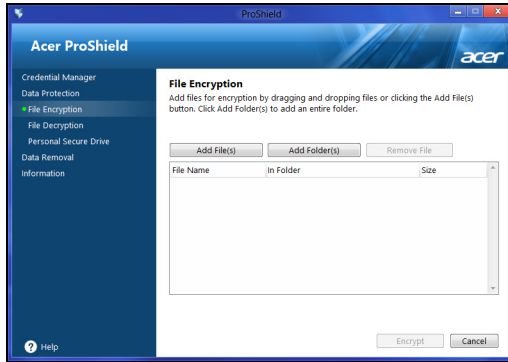 ProShield
Acer ProShield
acer
Credential Manager
Data Protection
File Encryption
File Decryption
Personal Secure Drive
Data Removal
Information
Help
File Encryption
Add files for encryption by dragging and dropping files or clicking the Add File(s)
button. Click Add Folder(s) to add an entire folder.
Add File(s) Add Folder(s) Remove File
File Name In Folder Size
Encrypt Cancel